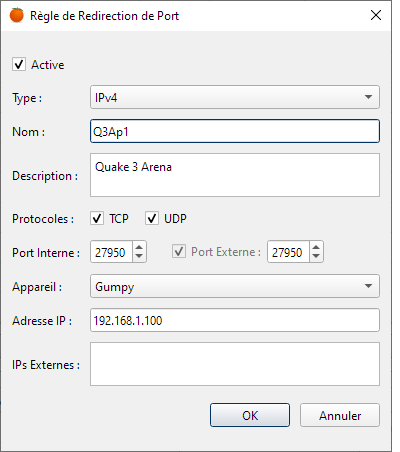 Règle de Redirection de Port
Active
Type :
IPv4
Nom :
Q3Ap1
Description :
Quake 3 Arena
Protocoles :
TCP
UDP
Port Interne :
27950
Port Externe :
27950
Appareil :
Gumpy
Adresse IP :
192.168.1.100
IPs Externes :
OK
Annuler